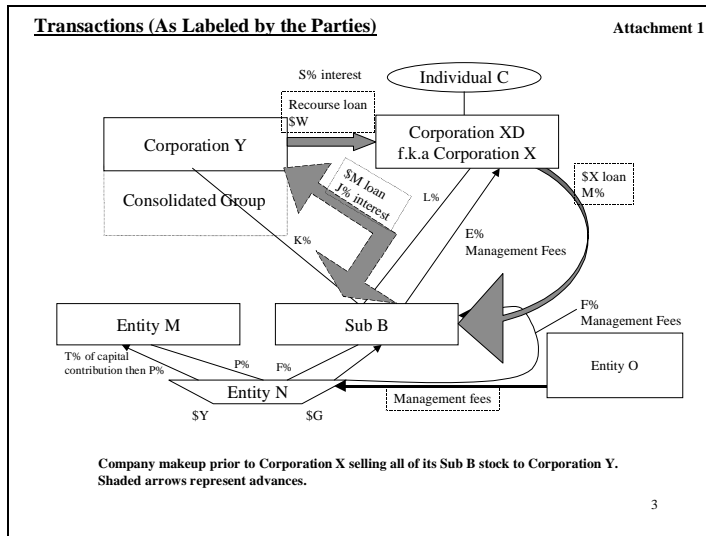 Transactions (As Labeled by the Parties)
Attachment 1
S% interest
Individual C
Recourse loan
$W
Corporation Y
Corporation XD
f.k.a Corporation X
Consolidated Group
$M loan
J% interest
L%
$X loan
M%
K%
E%
Management Fees
F%
Management Fees
Entity M
Sub B
Entity O
T% of capital
contribution then P%
P%
F%
Entity N
Management fees
$Y
$G
Company makeup prior to Corporation X selling all of its Sub B stock to Corporation Y.
Shaded arrows represent advances.
3